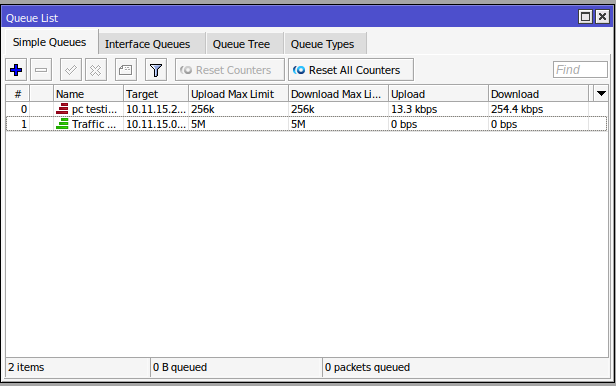 Queue List
Simple Queues Interface Queues Queue Tree Queue Types
Reset Counters Reset All Counters Find
# Name Target Upload Max Limit Download Max Li... Upload Download
0 pc testi... 10.11.15.2... 256k 256k 13.3 kbps 254.4 kbps
1 Traffic ... 10.11.15.0... 5M 5M 0 bps 0 bps
2 items 0 B queued 0 packets queued